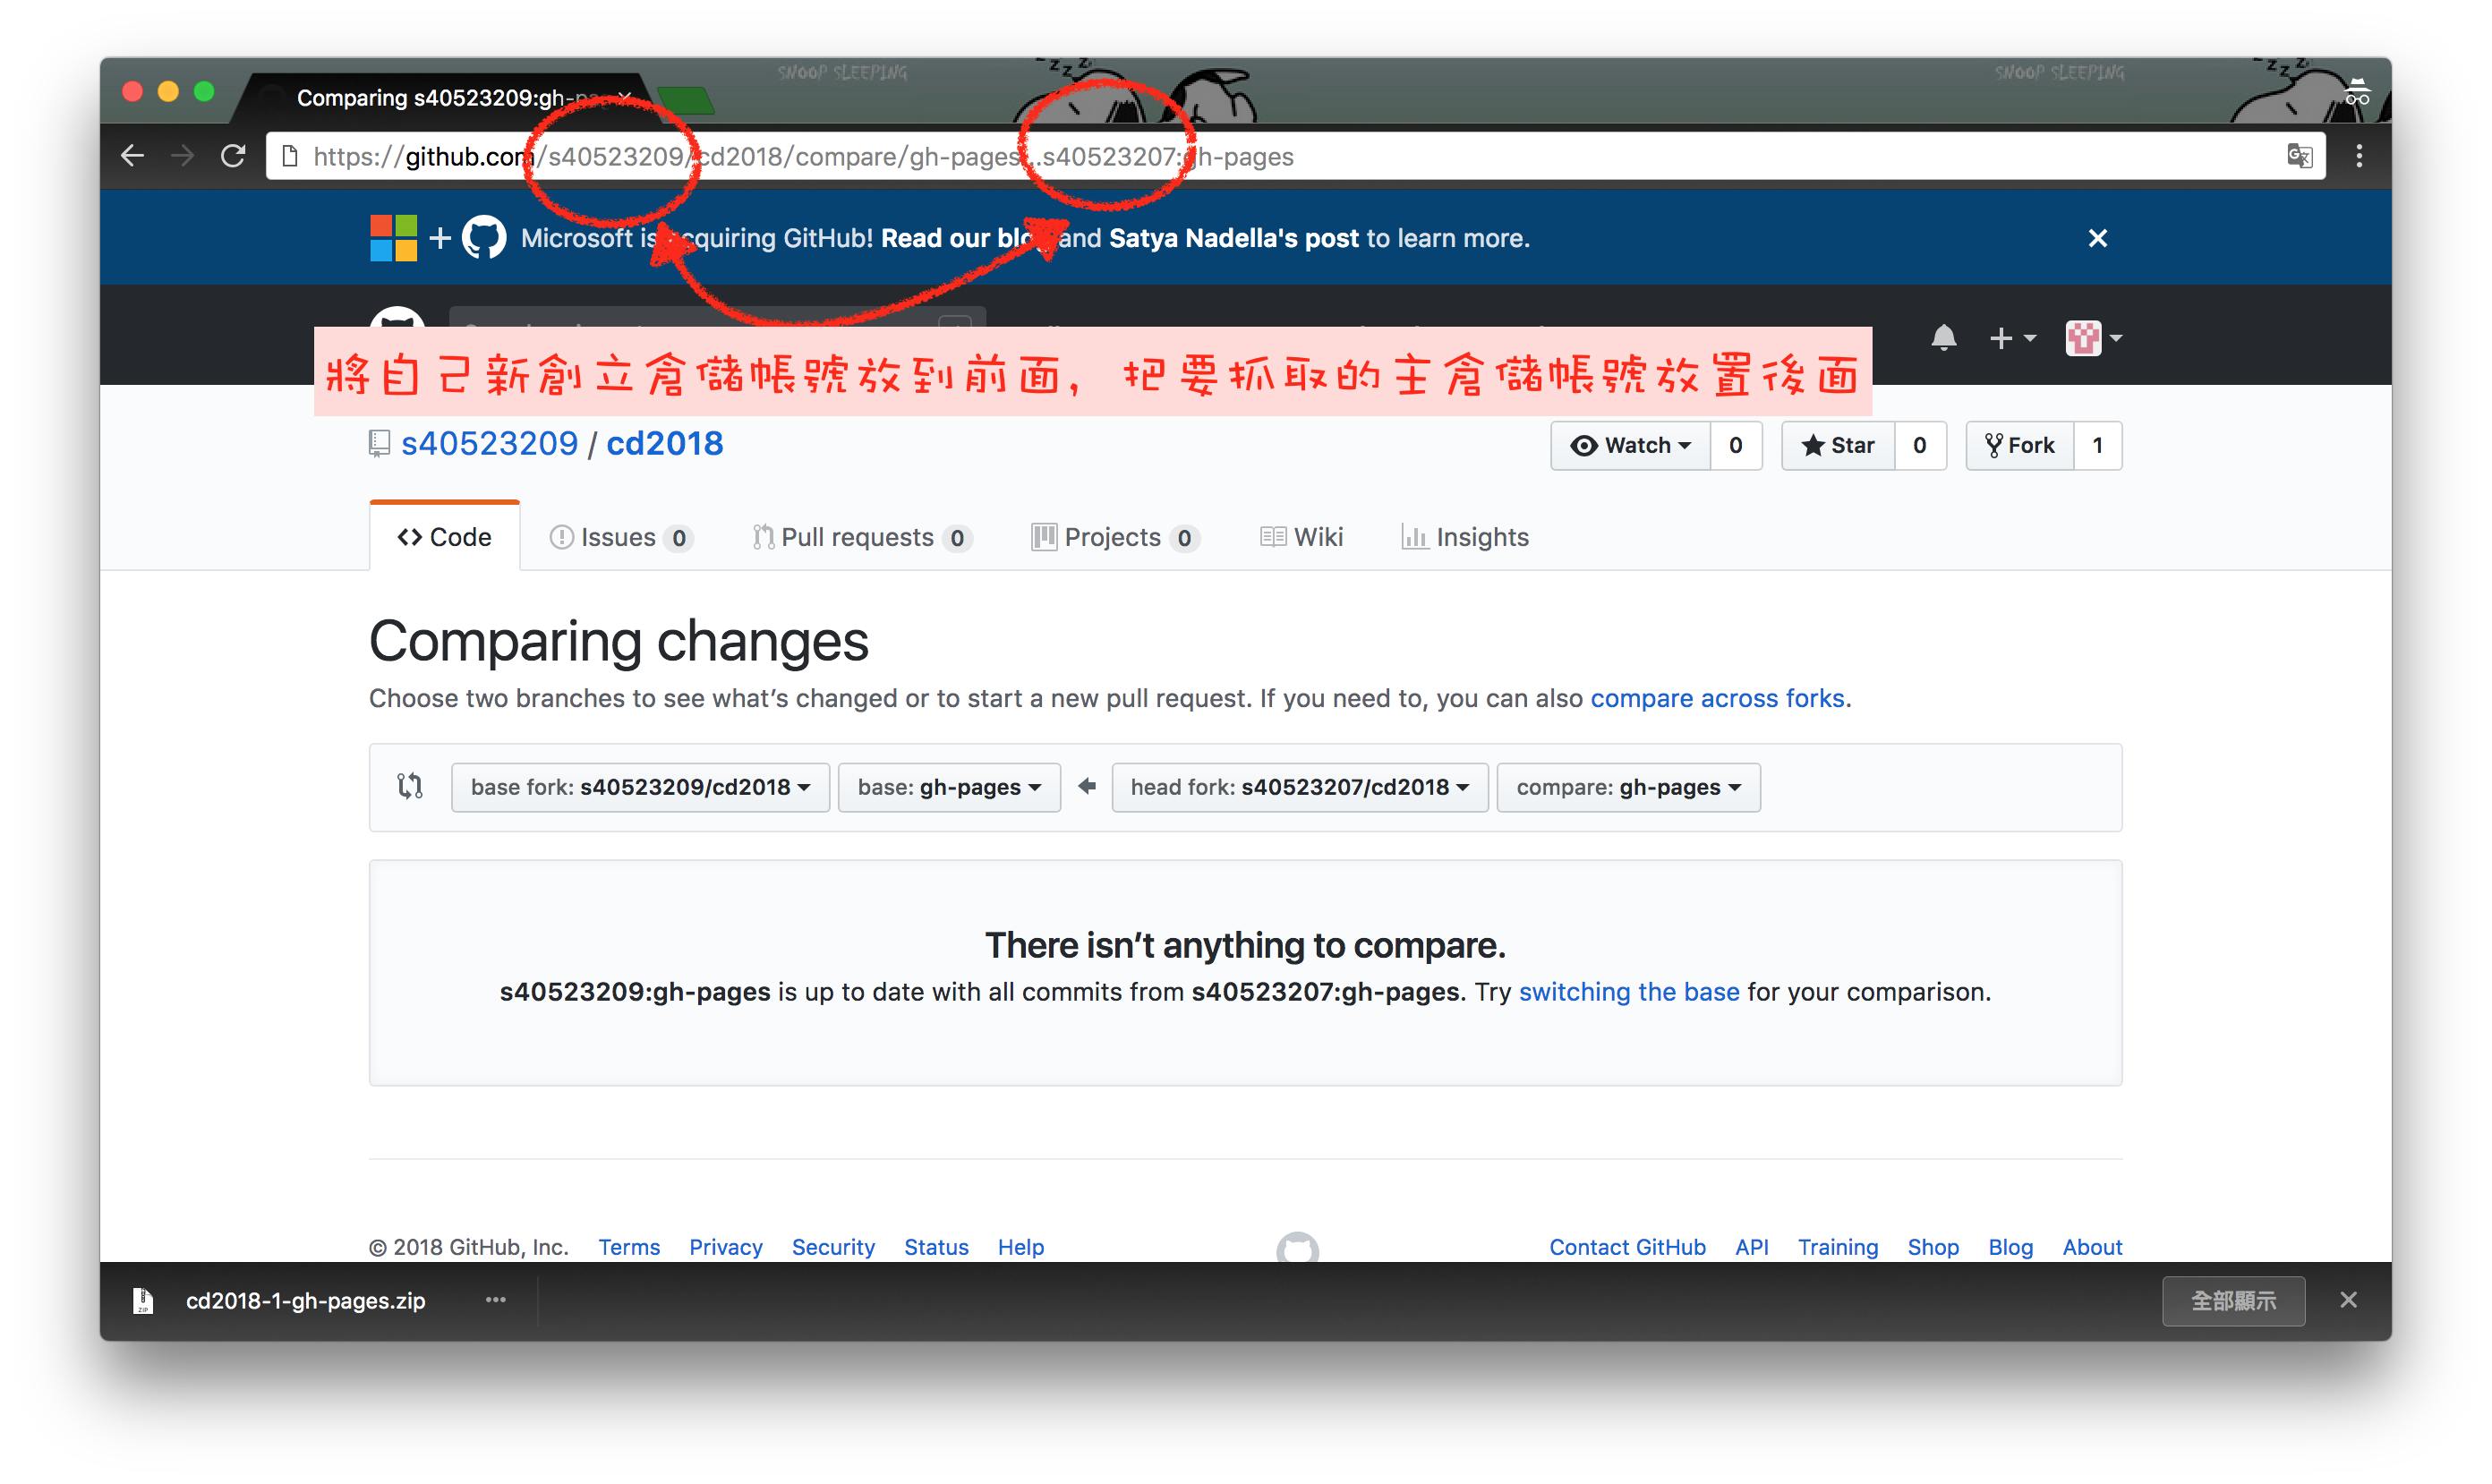 SNOOP SLEEPING
SNOOP SLEEPING
z z z z
z z z z
Comparing s40523209:gh-pag
https://github.com/s40523209/cd2018/compare/gh-pages...s40523207:gh-pages
Microsoft is acquiring GitHub! Read our blog and Satya Nadella's post to learn more.
將自己新創立倉儲帳號放到前面，把要抓取的主倉儲帳號放置後面
s40523209 / cd2018
Watch 0 Star 0 Fork 1
Code Issues 0 Pull requests 0 Projects 0 Wiki Insights
Comparing changes
Choose two branches to see what’s changed or to start a new pull request. If you need to, you can also compare across forks.
base fork: s40523209/cd2018 base: gh-pages head fork: s40523207/cd2018 compare: gh-pages
There isn’t anything to compare.
s40523209:gh-pages is up to date with all commits from s40523207:gh-pages. Try switching the base for your comparison.
© 2018 GitHub, Inc. Terms Privacy Security Status Help Contact GitHub API Training Shop Blog About
ZIP cd2018-1-gh-pages.zip 全部顯示